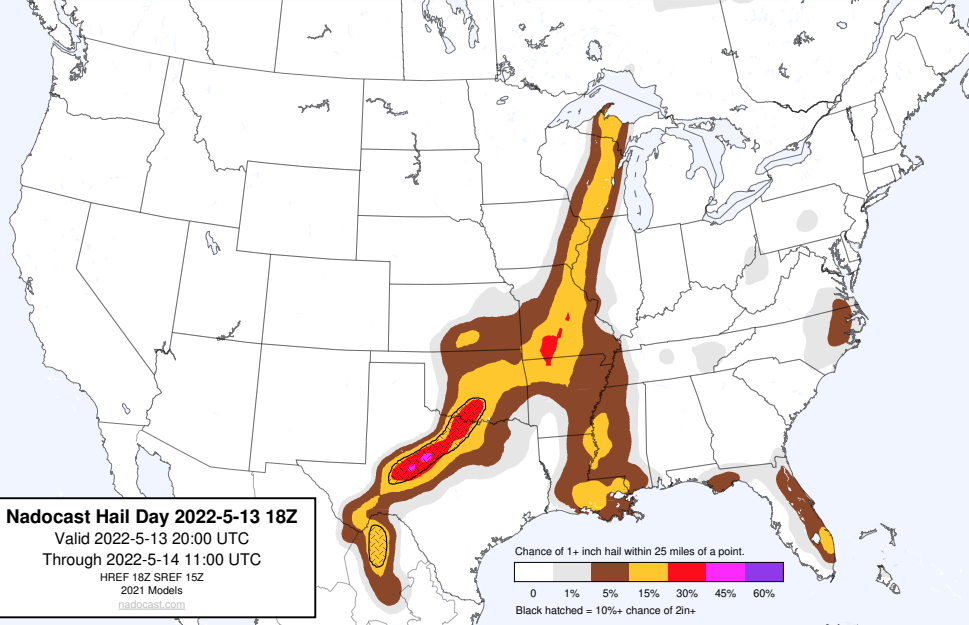 Nadocast Hail Day 2022-5-13 18Z
Valid 2022-5-13 20:00 UTC
Through 2022-5-14 11:00 UTC
HREF 18Z SREF 15Z
2021 Models
nadocast.com
Chance of 1+ inch hail within 25 miles of a point.
0 1% 5% 15% 30% 45% 60%
Black hatched = 10%+ chance of 2in+